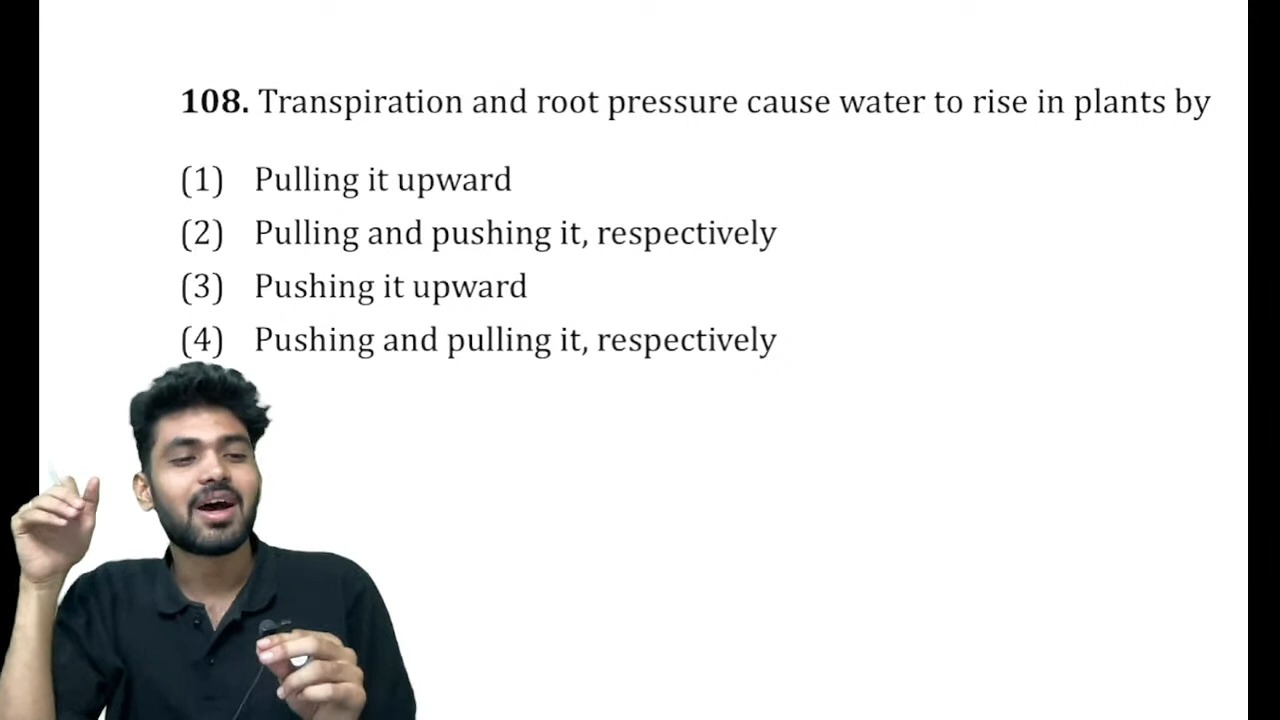 108. Transpiration and root pressure cause water to rise in plants by
(1) Pulling it upward
(2) Pulling and pushing it, respectively
(3) Pushing it upward
(4) Pushing and pulling it, respectively